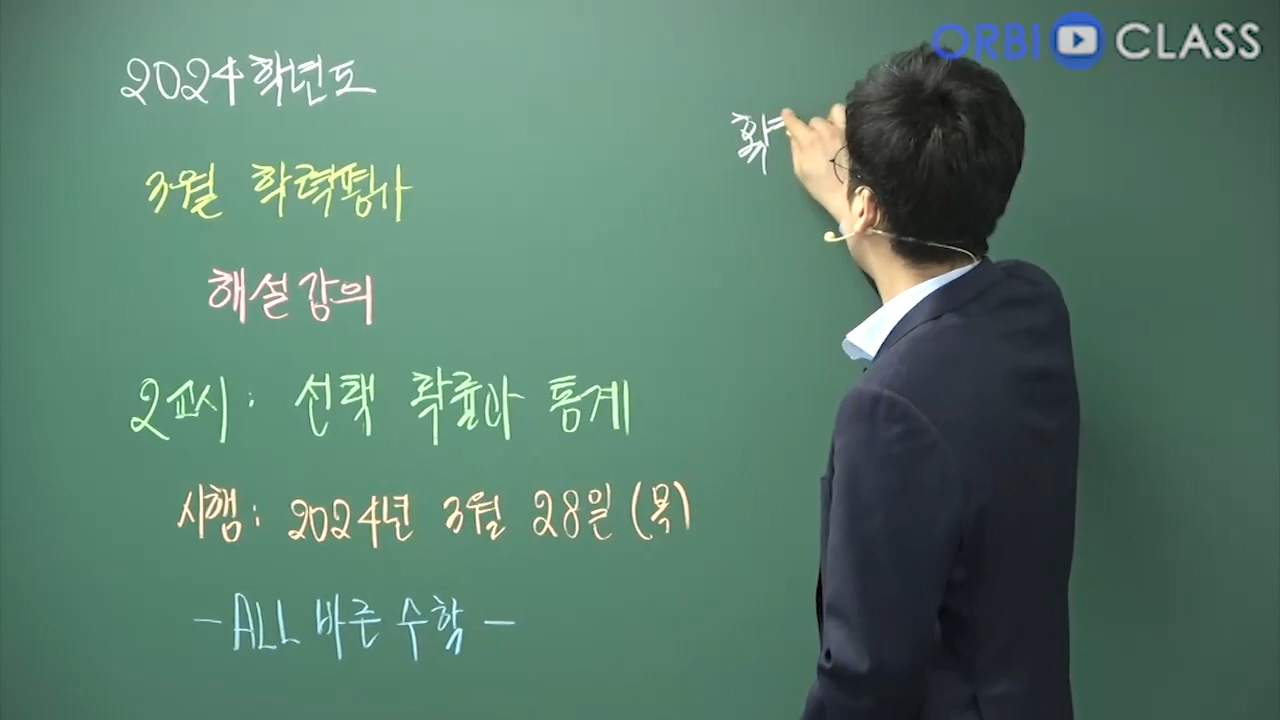 ORBI CLASS
2024학년도
3월 학력평가
해설강의
2교시: 선택 확률과 통계
시행: 2024년 3월 28일 (목)
- ALL 바른 수학 -